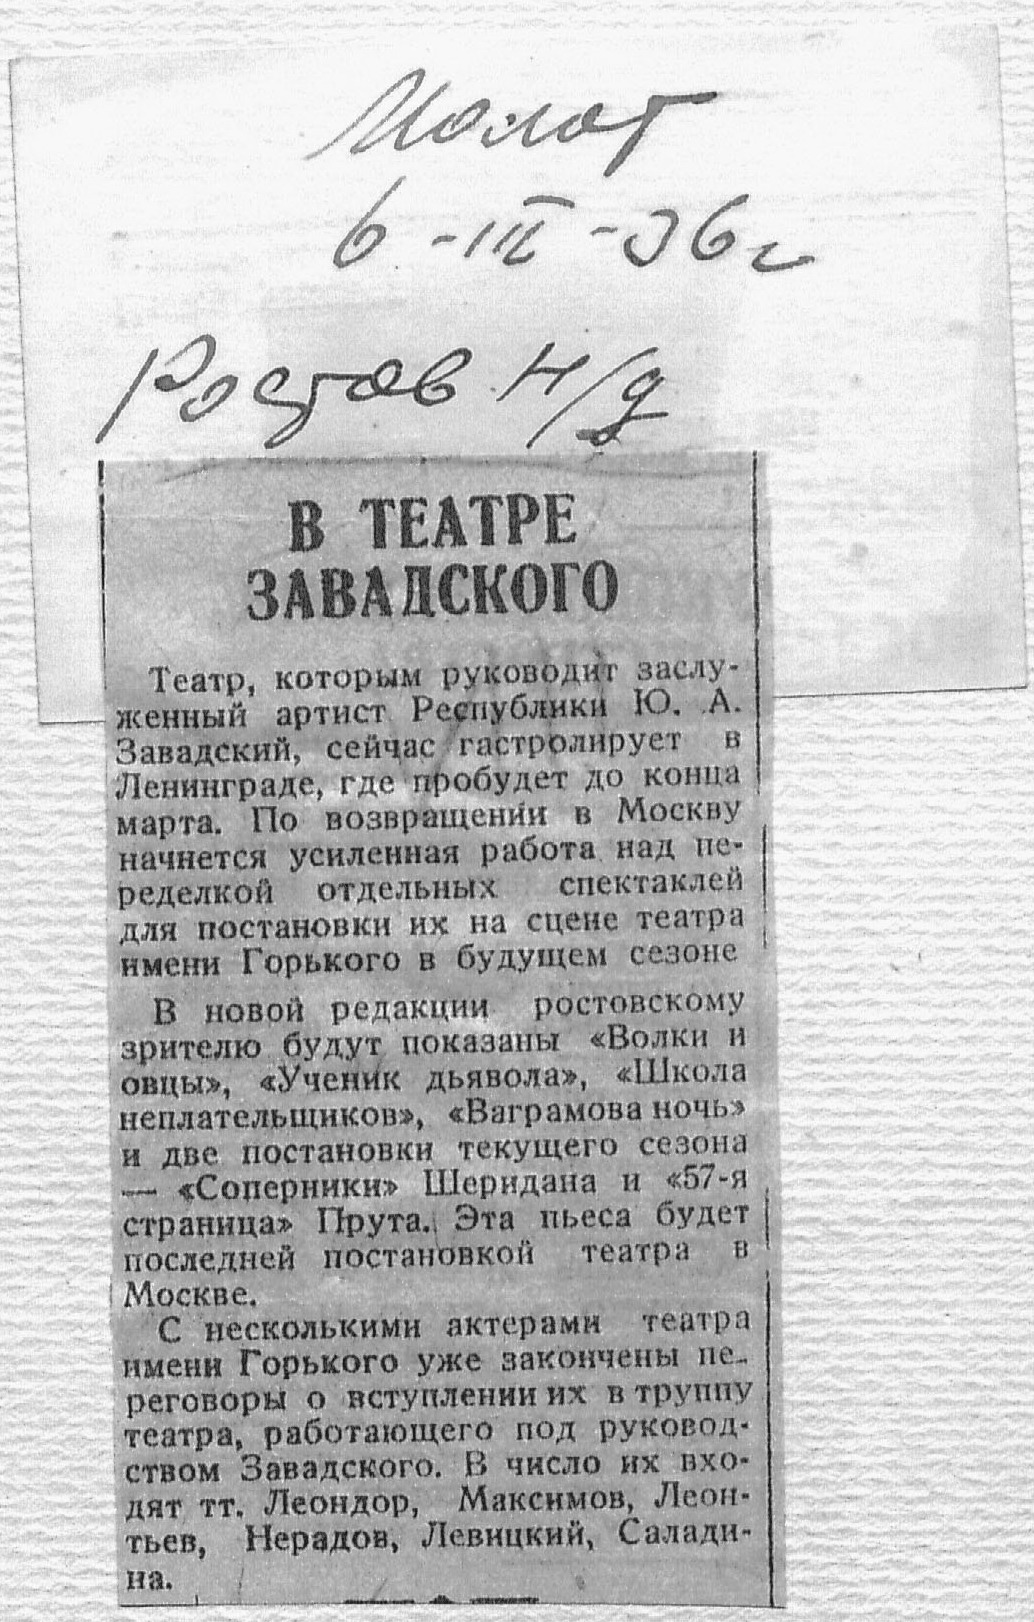 Молот
6-III-36г
Ростов н/д
В ТЕАТРЕ
ЗАВАДСКОГО
Театр, которым руководит заслу-
женный артист Республики Ю. А.
Завадский, сейчас гастролирует в
Ленинграде, где пробудет до конца
марта. По возвращении в Москву
начнется усиленная работа над пе-
ределкой отдельных спектаклей
для постановки их на сцене театра
имени Горького в будущем сезоне
В новой редакции ростовскому
зрителю будут показаны «Волки и
овцы», «Ученик дьявола», «Школа
неплательщиков», «Ваграмова ночь»
и две постановки текущего сезона
— «Соперники» Шеридана и «57-я
страница» Прута. Эта пьеса будет
последней постановкой театра в
Москве.
С несколькими актерами театра
имени Горького уже закончены пе-
реговоры о вступлении их в труппу
театра, работающего под руковод-
ством Завадского. В число их вхо-
дят тт. Леондор, Максимов, Леон-
тьев, Нерадов, Левицкий, Салади-
на.